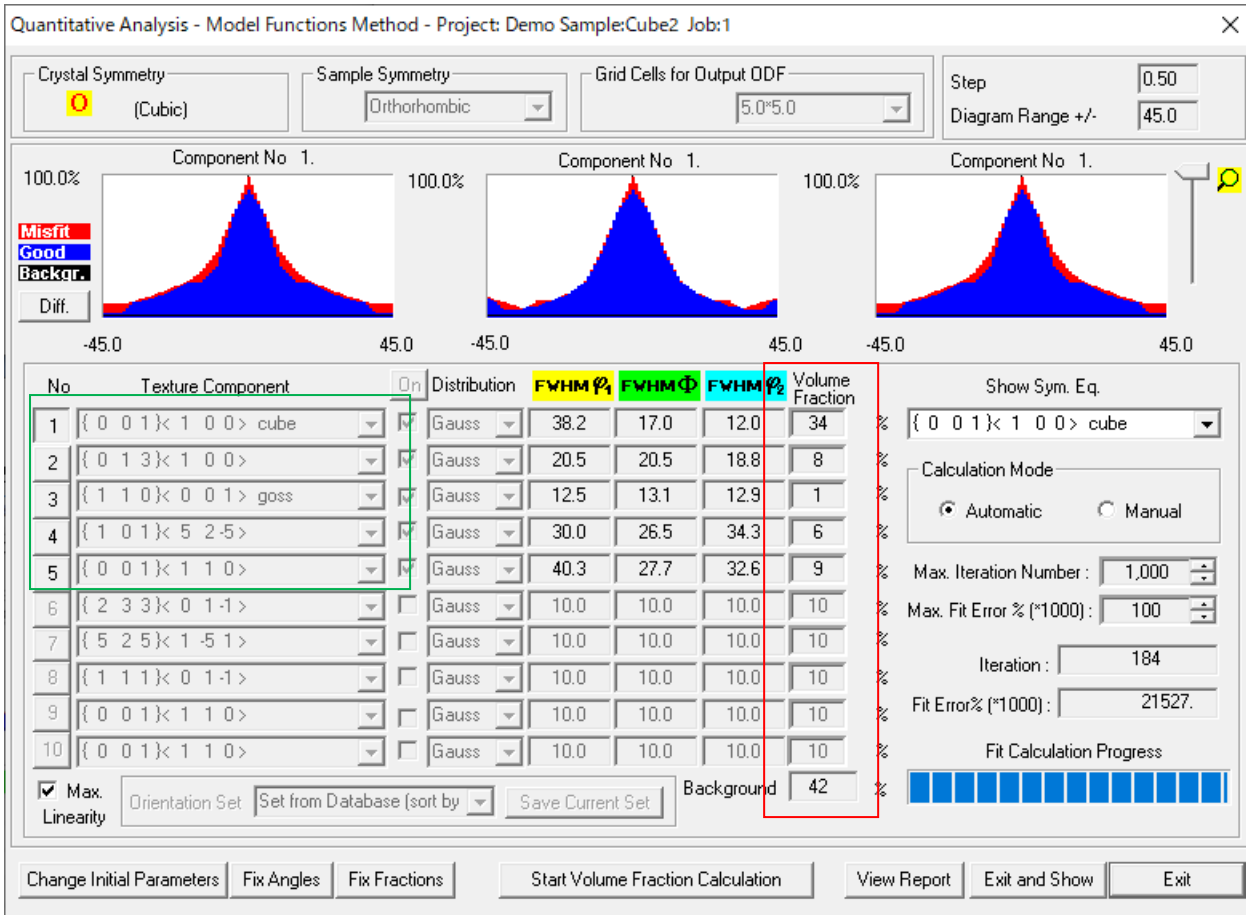 Quantitative Analysis - Model Functions Method - Project: Demo Sample:Cube2 Job:1
Crystal Symmetry
O (Cubic)
Sample Symmetry
Orthorhombic
Grid Cells for Output ODF
5.0*5.0
Step 0.50
Diagram Range +/- 45.0
Component No 1.
Component No 1.
Component No 1.
100.0%
100.0%
100.0%
Misfit
Good
Backgr.
Diff.
-45.0 45.0 -45.0 45.0 -45.0 45.0
No Texture Component On Distribution FWHM φ1 FWHM Φ FWHM φ2 Volume Fraction
1 { 0 0 1}< 1 0 0> cube Gauss 38.2 17.0 12.0 34 %
2 { 0 1 3}< 1 0 0> Gauss 20.5 20.5 18.8 8 %
3 { 1 1 0}< 0 0 1> goss Gauss 12.5 13.1 12.9 1 %
4 { 1 0 1}< 5 2 -5> Gauss 30.0 26.5 34.3 6 %
5 { 0 0 1}< 1 1 0> Gauss 40.3 27.7 32.6 9 %
6 { 2 3 3}< 0 1 -1> Gauss 10.0 10.0 10.0 10 %
7 { 5 2 5}< 1 -5 1> Gauss 10.0 10.0 10.0 10 %
8 { 1 1 1}< 0 1 -1> Gauss 10.0 10.0 10.0 10 %
9 { 0 0 1}< 1 1 0> Gauss 10.0 10.0 10.0 10 %
10 { 0 0 1}< 1 1 0> Gauss 10.0 10.0 10.0 10 %
Background 42 %
Max. Linearity
Orientation Set Set from Database (sort by Save Current Set
Show Sym. Eq.
{ 0 0 1}< 1 0 0> cube
Calculation Mode
Automatic Manual
Max. Iteration Number : 1,000
Max. Fit Error % (*1000) : 100
Iteration : 184
Fit Error% (*1000) : 21527.
Fit Calculation Progress
Change Initial Parameters Fix Angles Fix Fractions Start Volume Fraction Calculation View Report Exit and Show Exit